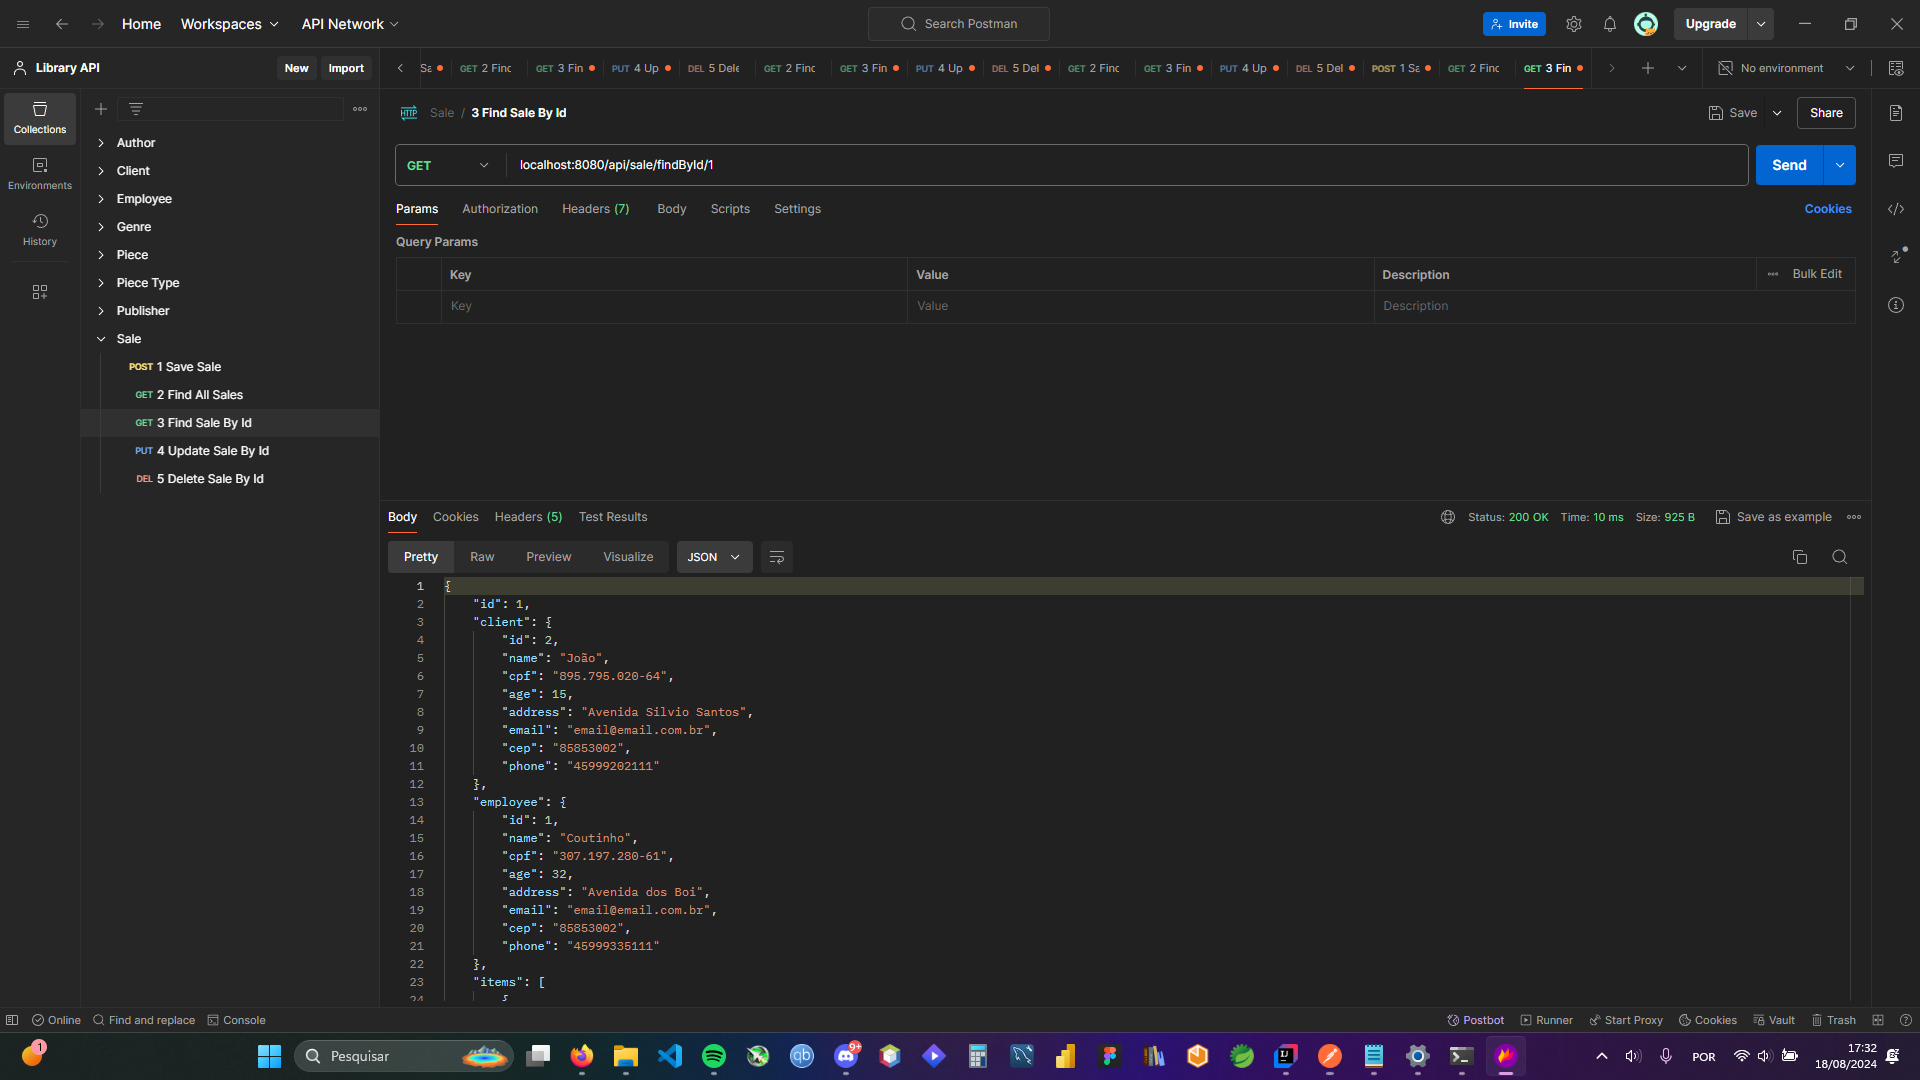 Home Workspaces API Network Search Postman Invite Upgrade
Library API New Import
Sa GET 2 Finc GET 3 Fin PUT 4 Up DEL 5 Dele GET 2 Finc GET 3 Fin PUT 4 Up DEL 5 Del GET 2 Finc GET 3 Fin PUT 4 Up DEL 5 Del POST 1 Sa GET 2 Finc GET 3 Fin No environment
Collections
Environments
History
Author
Client
Employee
Genre
Piece
Piece Type
Publisher
Sale
POST 1 Save Sale
GET 2 Find All Sales
GET 3 Find Sale By Id
PUT 4 Update Sale By Id
DEL 5 Delete Sale By Id
HTTP Sale / 3 Find Sale By Id Save Share
GET localhost:8080/api/sale/findById/1 Send
Params Authorization Headers (7) Body Scripts Settings Cookies
Query Params
Key Value Description Bulk Edit
Key Value Description
Body Cookies Headers (5) Test Results Status: 200 OK Time: 10 ms Size: 925 B Save as example
Pretty Raw Preview Visualize JSON
1 {
2 "id": 1,
3 "client": {
4 "id": 2,
5 "name": "João",
6 "cpf": "895.795.020-64",
7 "age": 15,
8 "address": "Avenida Silvio Santos",
9 "email": "email@email.com.br",
10 "cep": "85853002",
11 "phone": "45999202111"
12 },
13 "employee": {
14 "id": 1,
15 "name": "Coutinho",
16 "cpf": "307.197.280-61",
17 "age": 32,
18 "address": "Avenida dos Boi",
19 "email": "email@email.com.br",
20 "cep": "85853002",
21 "phone": "45999335111"
22 },
23 "items": [
24 {
Online Find and replace Console Postbot Runner Start Proxy Cookies Vault Trash
1 Pesquisar qb 9+ IJ POR 17:32
18/08/2024